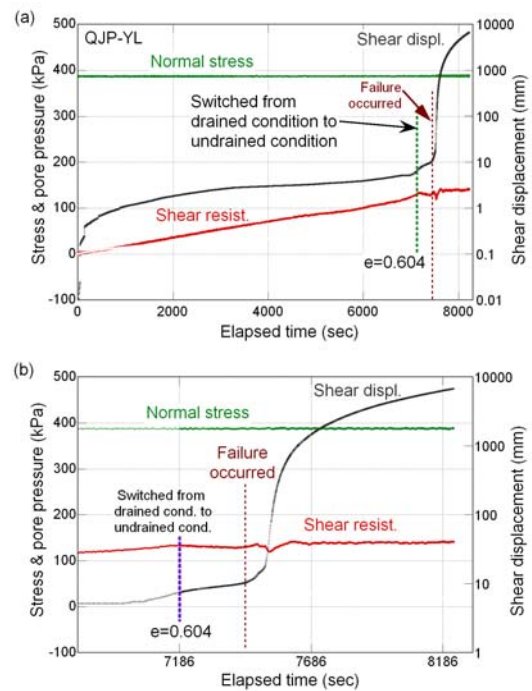 (a)
QJP-YL
Shear displ.
Normal stress
Failure
occurred
Switched from
drained condition to
undrained condition
Shear resist.
e=0.604
500
400
300
200
100
0
-100
Stress & pore pressure (kPa)
10000
1000
100
10
1
0.1
0.01
Shear displacement (mm)
0
2000
4000
6000
8000
Elapsed time (sec)
(b)
Shear displ.
Normal stress
Failure
occurred
Switched from
drained cond. to
undrained cond.
Shear resist.
e=0.604
500
400
300
200
100
0
-100
Stress & pore pressure (kPa)
10000
1000
100
10
1
Shear displacement (mm)
7186
7686
8186
Elapsed time (sec)